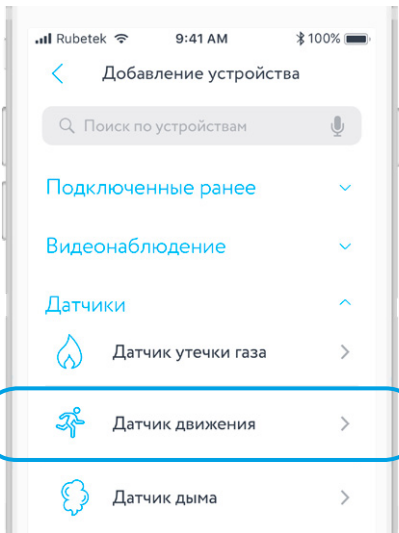 Rubetek 9:41 AM 100%
Добавление устройства
Поиск по устройствам
Подключенные ранее
Видеонаблюдение
Датчики
Датчик утечки газа
Датчик движения
Датчик дыма